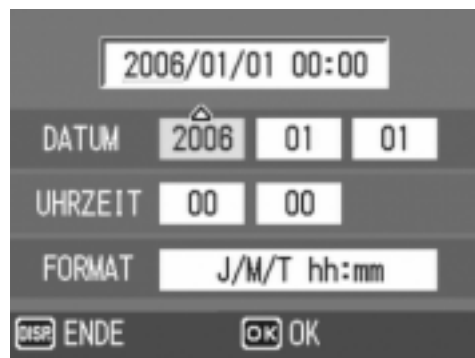 2006/01/01 00:00
DATUM 2006 01 01
UHRZEIT 00 00
FORMAT J/M/T hh:mm
DISP. ENDE OK OK